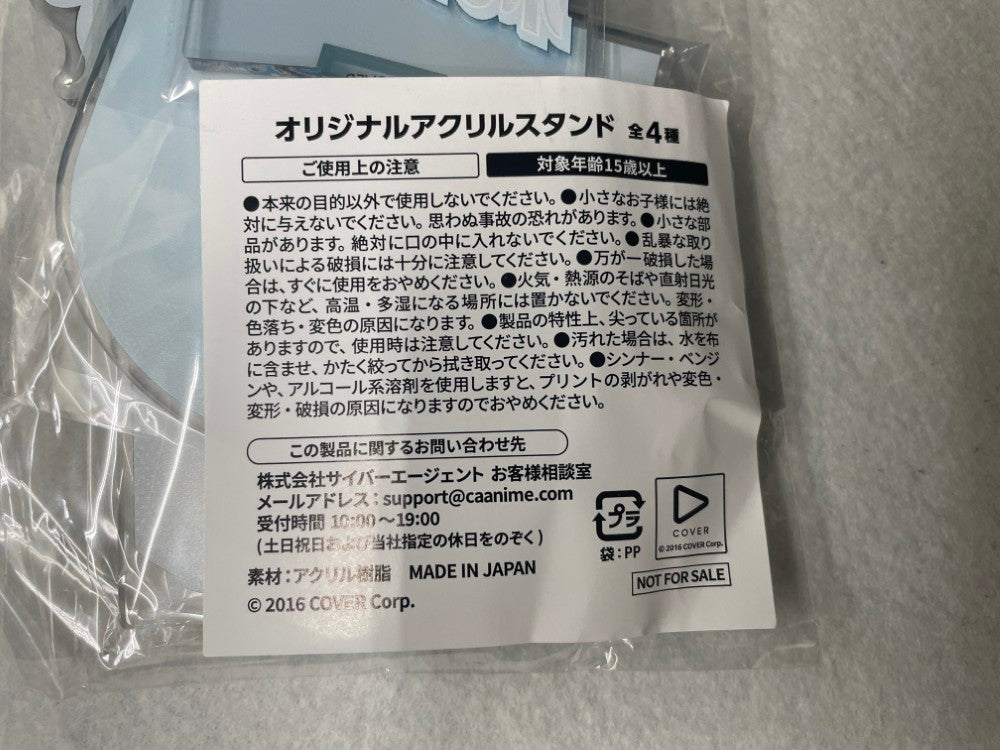 オリジナルアクリルスタンド 全4種
ご使用上の注意
対象年齢15歳以上
●本来の目的以外で使用しないでください。●小さなお子様には絶
対に与えないでください。思わぬ事故の恐れがあります。●小さな部
品があります。絶対に口の中に入れないでください。●乱暴な取り
扱いによる破損には十分に注意してください。●万が一破損した場
合は、すぐに使用をおやめください。●火気・熱源のそばや直射日光
の下など、高温・多湿になる場所には置かないでください。変形・
色落ち・変色の原因になります。●製品の特性上、尖っている箇所が
ありますので、使用時は注意してください。●汚れた場合は、水を布
に含ませ、かたく絞ってから拭き取ってください。●シンナー・ベンジ
ンや、アルコール系溶剤を使用しますと、プリントの剥がれや変色・
変形・破損の原因になりますのでおやめください。
この製品に関するお問い合わせ先
株式会社サイバーエージェント お客様相談室
メールアドレス：support@caanime.com
受付時間 10:00～19:00
(土日祝日および当社指定の休日をのぞく)
素材：アクリル樹脂 MADE IN JAPAN
© 2016 COVER Corp.
プラ
袋：PP
COVER
© 2016 COVER Corp.
NOT FOR SALE